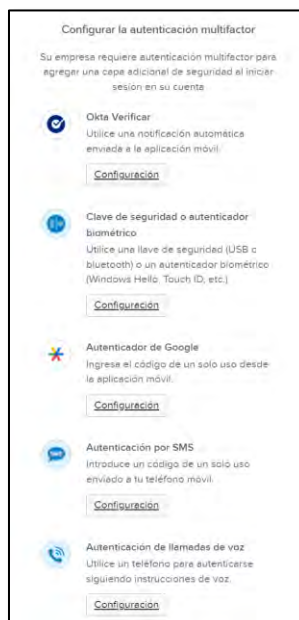 Configurar la autenticación multifactor
Su empresa requiere autenticación multifactor para
agregar una capa adicional de seguridad al iniciar
sesión en su cuenta
Okta Verificar
Utilice una notificación automática
enviada a la aplicación móvil.
Configuración
Clave de seguridad o autenticador
biométrico
Utilice una llave de seguridad (USB o
bluetooth) o un autenticador biométrico
(Windows Hello, Touch ID, etc.)
Configuración
Autenticador de Google
Ingrese el código de un solo uso desde
la aplicación móvil.
Configuración
Autenticación por SMS
Introduce un código de un solo uso
enviado a tu teléfono móvil.
Configuración
Autenticación de llamadas de voz
Utilice un teléfono para autenticarse
siguiendo instrucciones de voz.
Configuración